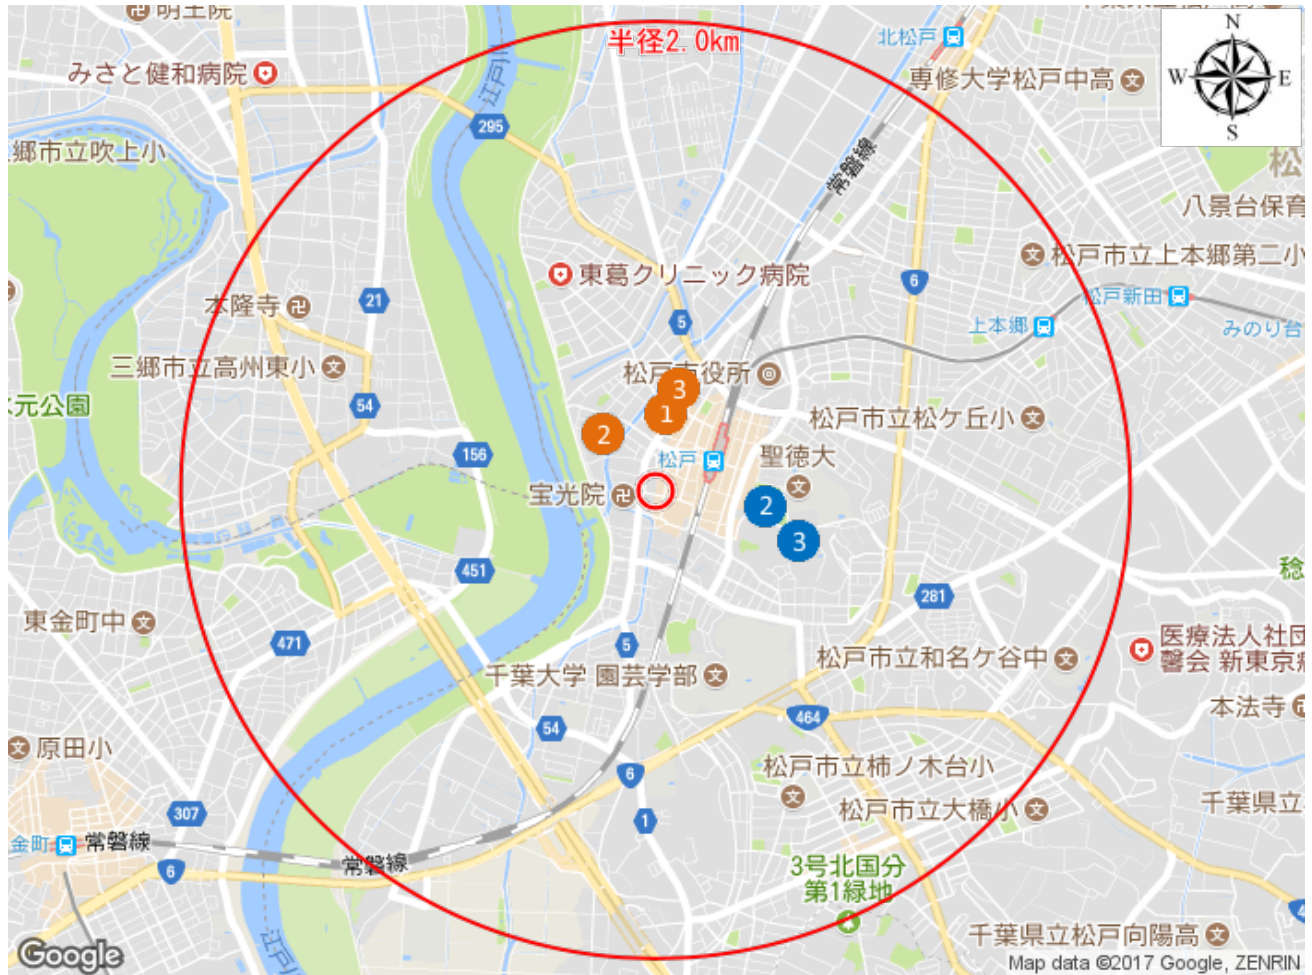 明王院
半径2.0km
北松戸
N
W
E
S
みさと健和病院
専修大学松戸中高
江戸川
295
常磐線
郷市立吹上小
松
八景台保育
東葛クリニック病院
松戸市立上本郷第二小
6
21
本隆寺
松戸新田
5
上本郷
みのり台
三郷市立高州東小
松戸市役所
3
元公園
54
1
2
松戸市立松ケ丘小
156
松戸
聖徳大
宝光院
2
3
451
稔
281
東金町中
471
5
医療法人社団
馨会 新東京病
松戸市立和名ケ谷中
千葉大学 園芸学部
464
本法寺
54
原田小
6
松戸市立柿ノ木台小
307
1
松戸市立大橋小
千葉県立
金町
常磐線
常磐線
6
3号北国分
第1緑地
千葉県立松戸向陽高
江戸川
Google
Map data ©2017 Google, ZENRIN